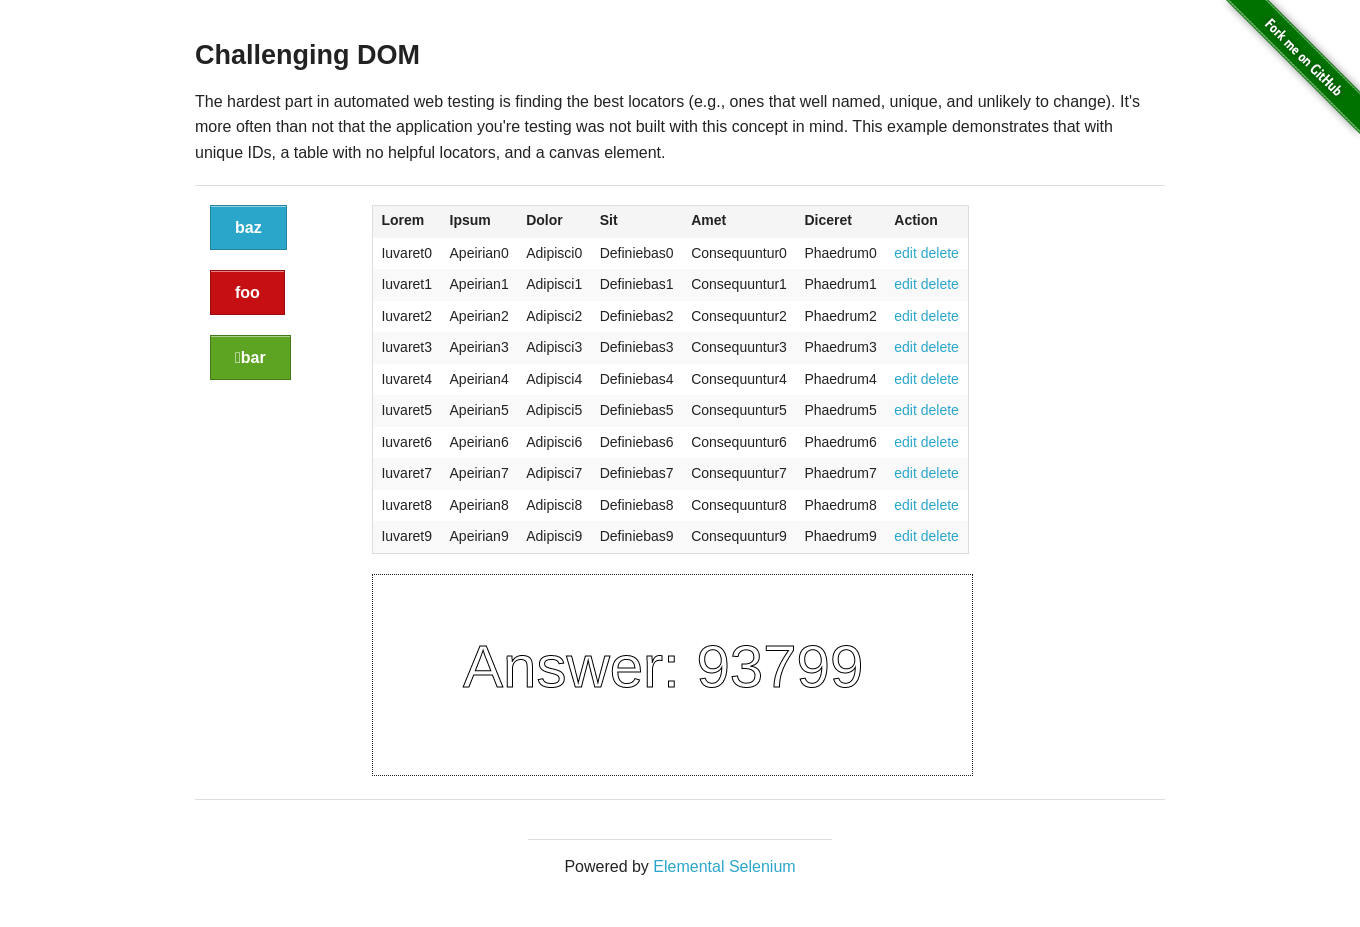 Fork me on GitHub
Challenging DOM
The hardest part in automated web testing is finding the best locators (e.g., ones that well named, unique, and unlikely to change). It's
more often than not that the application you're testing was not built with this concept in mind. This example demonstrates that with
unique IDs, a table with no helpful locators, and a canvas element.
baz
foo
bar
Lorem Ipsum Dolor Sit Amet Diceret Action
Iuvaret0 Apeirian0 Adipisci0 Definiebas0 Consequuntur0 Phaedrum0 edit delete
Iuvaret1 Apeirian1 Adipisci1 Definiebas1 Consequuntur1 Phaedrum1 edit delete
Iuvaret2 Apeirian2 Adipisci2 Definiebas2 Consequuntur2 Phaedrum2 edit delete
Iuvaret3 Apeirian3 Adipisci3 Definiebas3 Consequuntur3 Phaedrum3 edit delete
Iuvaret4 Apeirian4 Adipisci4 Definiebas4 Consequuntur4 Phaedrum4 edit delete
Iuvaret5 Apeirian5 Adipisci5 Definiebas5 Consequuntur5 Phaedrum5 edit delete
Iuvaret6 Apeirian6 Adipisci6 Definiebas6 Consequuntur6 Phaedrum6 edit delete
Iuvaret7 Apeirian7 Adipisci7 Definiebas7 Consequuntur7 Phaedrum7 edit delete
Iuvaret8 Apeirian8 Adipisci8 Definiebas8 Consequuntur8 Phaedrum8 edit delete
Iuvaret9 Apeirian9 Adipisci9 Definiebas9 Consequuntur9 Phaedrum9 edit delete
Answer: 93799
Powered by Elemental Selenium